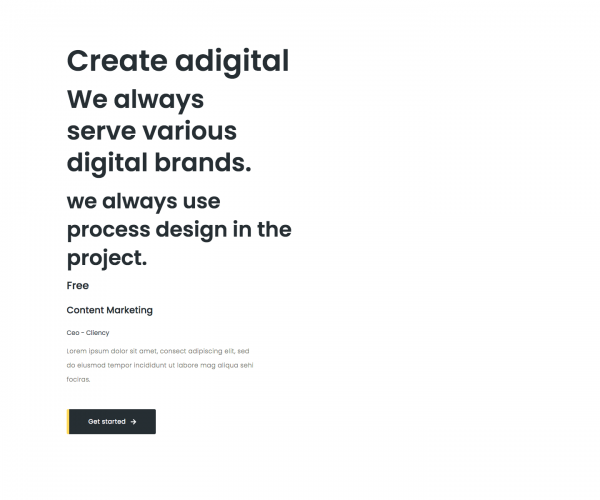 Create adigital
We always
serve various
digital brands.
we always use
process design in the
project.
Free
Content Marketing
Ceo - Cliency
Lorem ipsum dolor sit amet, consect adipiscing elit, sed
do eiusmod tempor incididunt ut labore mag aliqua sehi
fociras.
Get started →